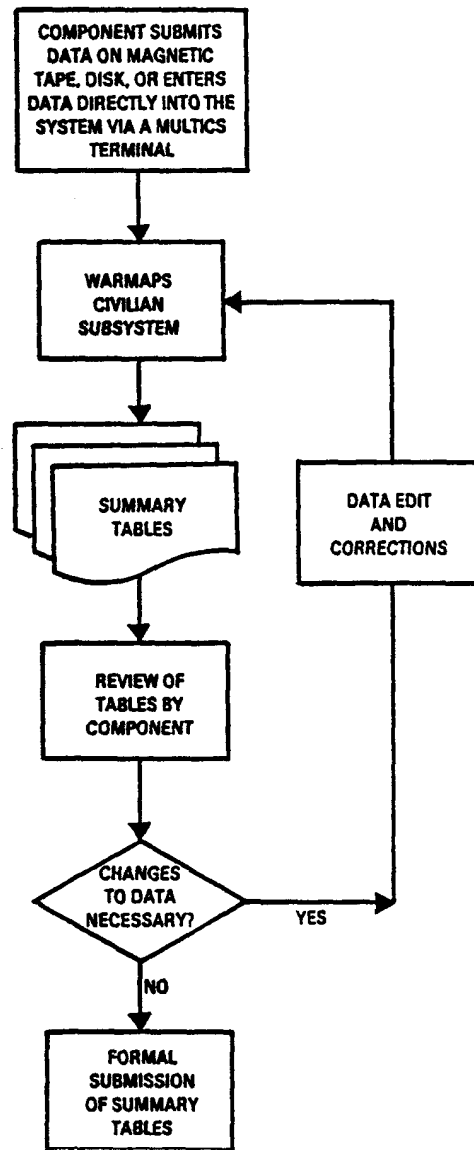 COMPONENT SUBMITS
DATA ON MAGNETIC
TAPE, DISK, OR ENTERS
DATA DIRECTLY INTO THE
SYSTEM VIA A MULTICS
TERMINAL
WARMAPS
CIVILIAN
SUBSYSTEM
SUMMARY
TABLES
DATA EDIT
AND
CORRECTIONS
REVIEW OF
TABLES BY
COMPONENT
CHANGES
TO DATA
NECESSARY?
YES
NO
FORMAL
SUBMISSION
OF SUMMARY
TABLES